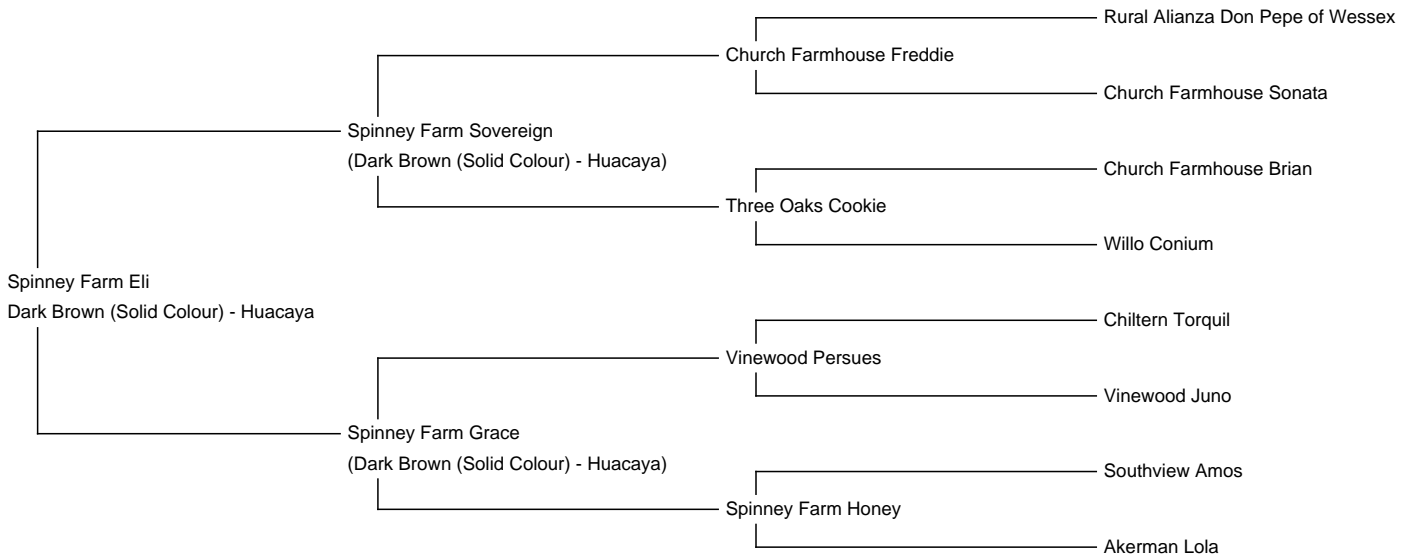 Rural Alianza Don Pepe of Wessex
Church Farmhouse Freddie
Church Farmhouse Sonata
Spinney Farm Sovereign
(Dark Brown (Solid Colour) - Huacaya)
Church Farmhouse Brian
Three Oaks Cookie
Willo Conium
Spinney Farm Eli
Dark Brown (Solid Colour) - Huacaya
Chiltern Torquil
Vinewood Persues
Vinewood Juno
Spinney Farm Grace
(Dark Brown (Solid Colour) - Huacaya)
Southview Amos
Spinney Farm Honey
Akerman Lola